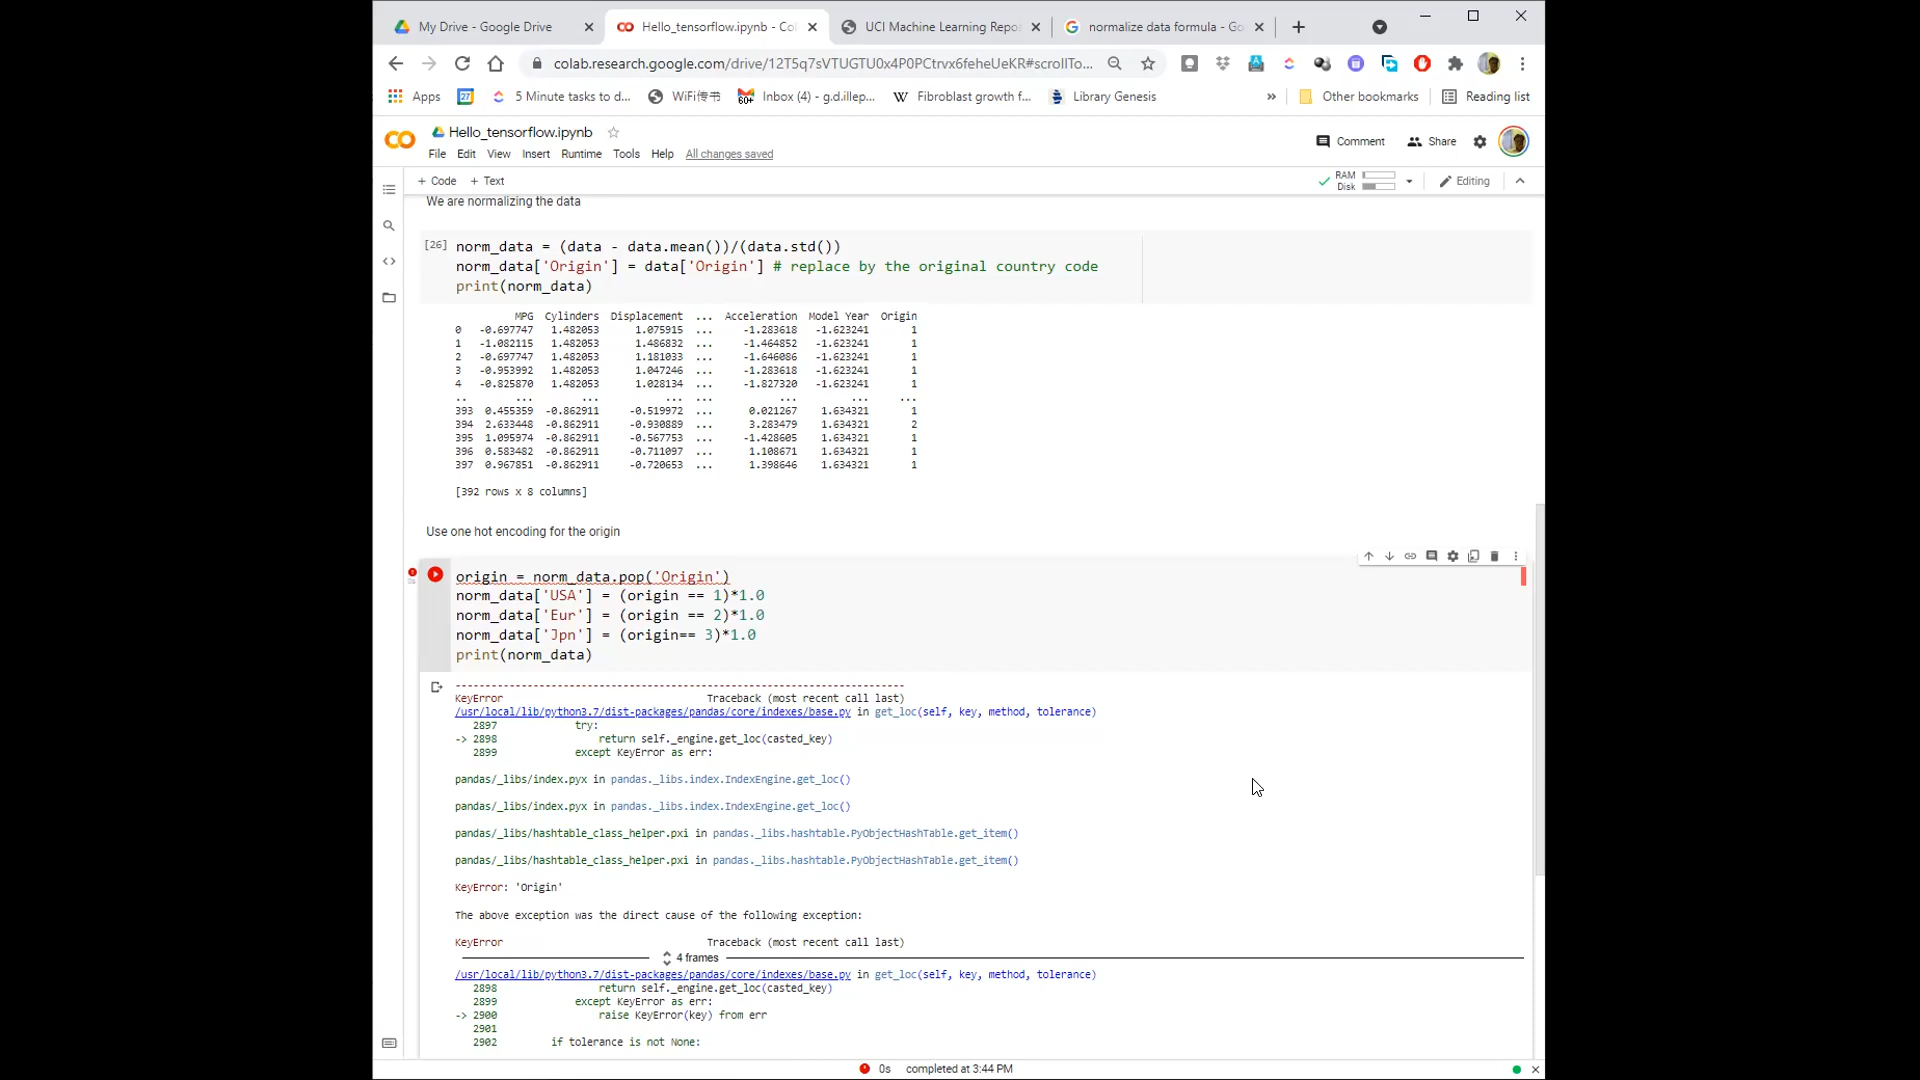 My Drive - Google Drive
Hello_tensorflow.ipynb - Co
UCI Machine Learning Repo
normalize data formula - Go
colab.research.google.com/drive/12T5q7sVTUGTU0x4P0PCtrvx6feheUeKR#scrollTo...
Apps
27
5 Minute tasks to d...
WiFi传书
60+
Inbox (4) - g.d.illep...
W
Fibroblast growth f...
Library Genesis
»
Other bookmarks
Reading list
CO
Hello_tensorflow.ipynb
Comment
Share
File Edit View Insert Runtime Tools Help All changes saved
+ Code + Text
RAM
Disk
Editing
We are normalizing the data
[26] norm_data = (data - data.mean())/(data.std())
norm_data['Origin'] = data['Origin'] # replace by the original country code
print(norm_data)
MPG Cylinders Displacement ... Acceleration Model Year Origin
0 -0.697747 1.482053 1.075915 ... -1.283618 -1.623241 1
1 -1.082115 1.482053 1.486832 ... -1.464852 -1.623241 1
2 -0.697747 1.482053 1.181033 ... -1.646086 -1.623241 1
3 -0.953992 1.482053 1.047246 ... -1.283618 -1.623241 1
4 -0.825870 1.482053 1.028134 ... -1.827320 -1.623241 1
.. ... ... ... ... ... ... ...
393 0.455359 -0.862911 -0.519972 ... 0.021267 1.634321 1
394 2.633448 -0.862911 -0.930889 ... 3.283479 1.634321 2
395 1.095974 -0.862911 -0.567753 ... -1.428605 1.634321 1
396 0.583482 -0.862911 -0.711097 ... 1.108671 1.634321 1
397 0.967851 -0.862911 -0.720653 ... 1.398646 1.634321 1
[392 rows x 8 columns]
Use one hot encoding for the origin
origin = norm_data.pop('Origin')
norm_data['USA'] = (origin == 1)*1.0
norm_data['Eur'] = (origin == 2)*1.0
norm_data['Jpn'] = (origin== 3)*1.0
print(norm_data)
---------------------------------------------------------------------------
KeyError Traceback (most recent call last)
/usr/local/lib/python3.7/dist-packages/pandas/core/indexes/base.py in get_loc(self, key, method, tolerance)
2897 try:
-> 2898 return self._engine.get_loc(casted_key)
2899 except KeyError as err:
pandas/_libs/index.pyx in pandas._libs.index.IndexEngine.get_loc()
pandas/_libs/index.pyx in pandas._libs.index.IndexEngine.get_loc()
pandas/_libs/hashtable_class_helper.pxi in pandas._libs.hashtable.PyObjectHashTable.get_item()
pandas/_libs/hashtable_class_helper.pxi in pandas._libs.hashtable.PyObjectHashTable.get_item()
KeyError: 'Origin'
The above exception was the direct cause of the following exception:
KeyError Traceback (most recent call last)
4 frames
/usr/local/lib/python3.7/dist-packages/pandas/core/indexes/base.py in get_loc(self, key, method, tolerance)
2898 return self._engine.get_loc(casted_key)
2899 except KeyError as err:
-> 2900 raise KeyError(key) from err
2901
2902 if tolerance is not None:
0s completed at 3:44 PM